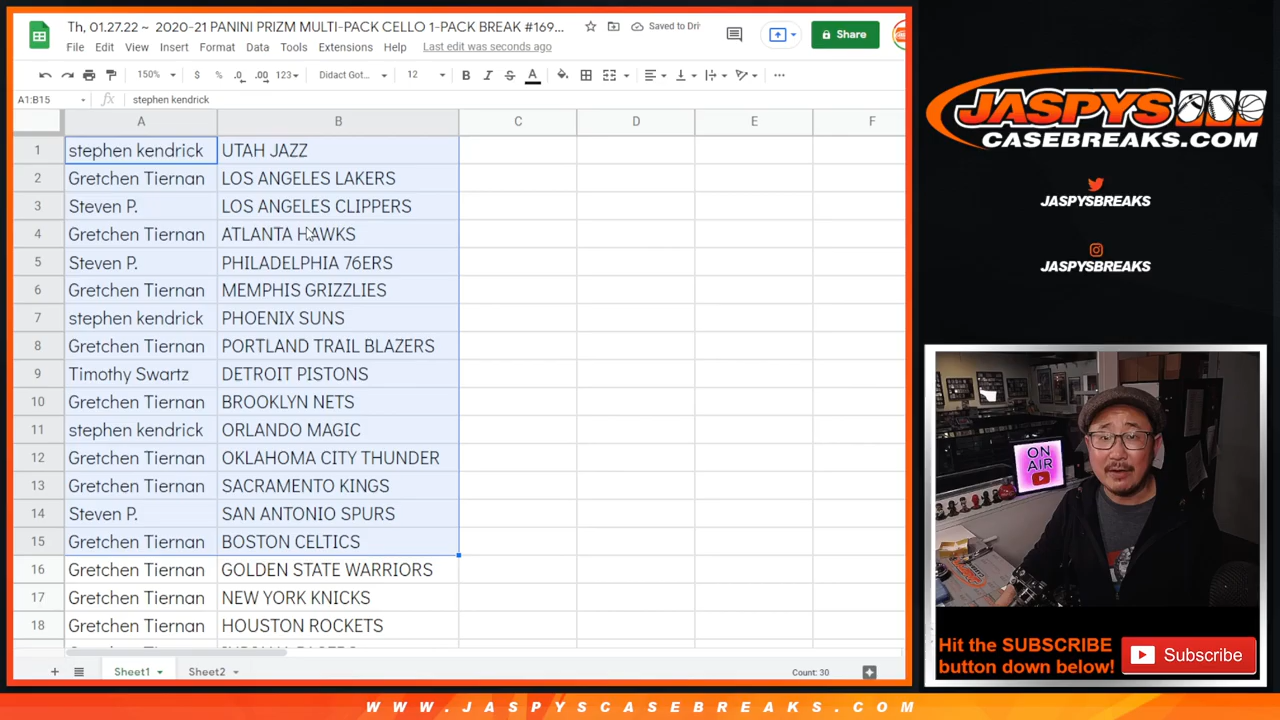 Th, 01.27.22 ~ 2020-21 PANINI PRIZM MULTI-PACK CELLO 1-PACK BREAK #169...
Saved to Dri
Share
File Edit View Insert Format Data Tools Extensions Help Last edit was seconds ago
150% $ % .0 .00 123 Didact Got... 12 B I S A
A1:B15 fx stephen kendrick
A B C D E F
1 stephen kendrick UTAH JAZZ
2 Gretchen Tiernan LOS ANGELES LAKERS
3 Steven P. LOS ANGELES CLIPPERS
4 Gretchen Tiernan ATLANTA HAWKS
5 Steven P. PHILADELPHIA 76ERS
6 Gretchen Tiernan MEMPHIS GRIZZLIES
7 stephen kendrick PHOENIX SUNS
8 Gretchen Tiernan PORTLAND TRAIL BLAZERS
9 Timothy Swartz DETROIT PISTONS
10 Gretchen Tiernan BROOKLYN NETS
11 stephen kendrick ORLANDO MAGIC
12 Gretchen Tiernan OKLAHOMA CITY THUNDER
13 Gretchen Tiernan SACRAMENTO KINGS
14 Steven P. SAN ANTONIO SPURS
15 Gretchen Tiernan BOSTON CELTICS
16 Gretchen Tiernan GOLDEN STATE WARRIORS
17 Gretchen Tiernan NEW YORK KNICKS
18 Gretchen Tiernan HOUSTON ROCKETS
Sheet1 Sheet2 Count: 30
JASPYS
CASEBREAKS.COM
JASPYSBREAKS
JASPYSBREAKS
ON
AIR
Hit the SUBSCRIBE
button down below!
Subscribe
WWW.JASPYSCASEBREAKS.COM